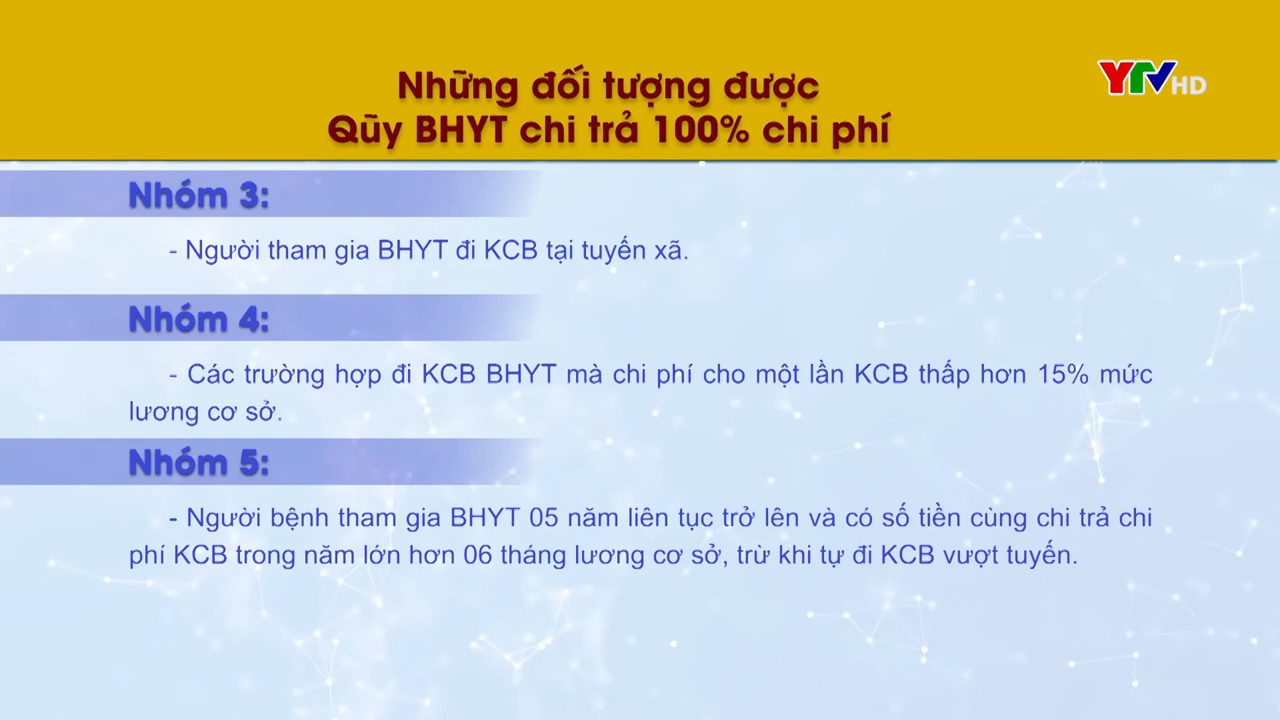 Những đối tượng được
Qũy BHYT chi trả 100% chi phí
YTV HD
Nhóm 3:
- Người tham gia BHYT đi KCB tại tuyến xã.
Nhóm 4:
- Các trường hợp đi KCB BHYT mà chi phí cho một lần KCB thấp hơn 15% mức
lương cơ sở.
Nhóm 5:
- Người bệnh tham gia BHYT 05 năm liên tục trở lên và có số tiền cùng chi trả chi
phí KCB trong năm lớn hơn 06 tháng lương cơ sở, trừ khi tự đi KCB vượt tuyến.